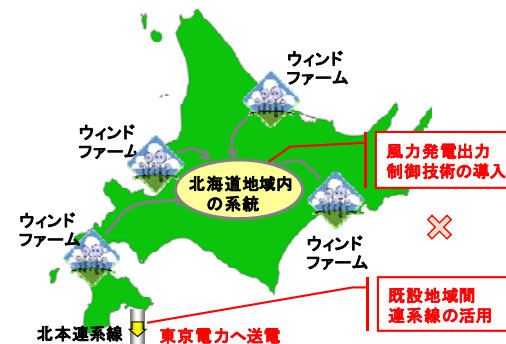 ウィンド
ファーム
ウィンド
ファーム
風力発電出力
制御技術の導入
北海道地域内
の系統
ウィンド
ファーム
ウィンド
ファーム
既設地域間
連系線の活用
北本連系線
東京電力へ送電